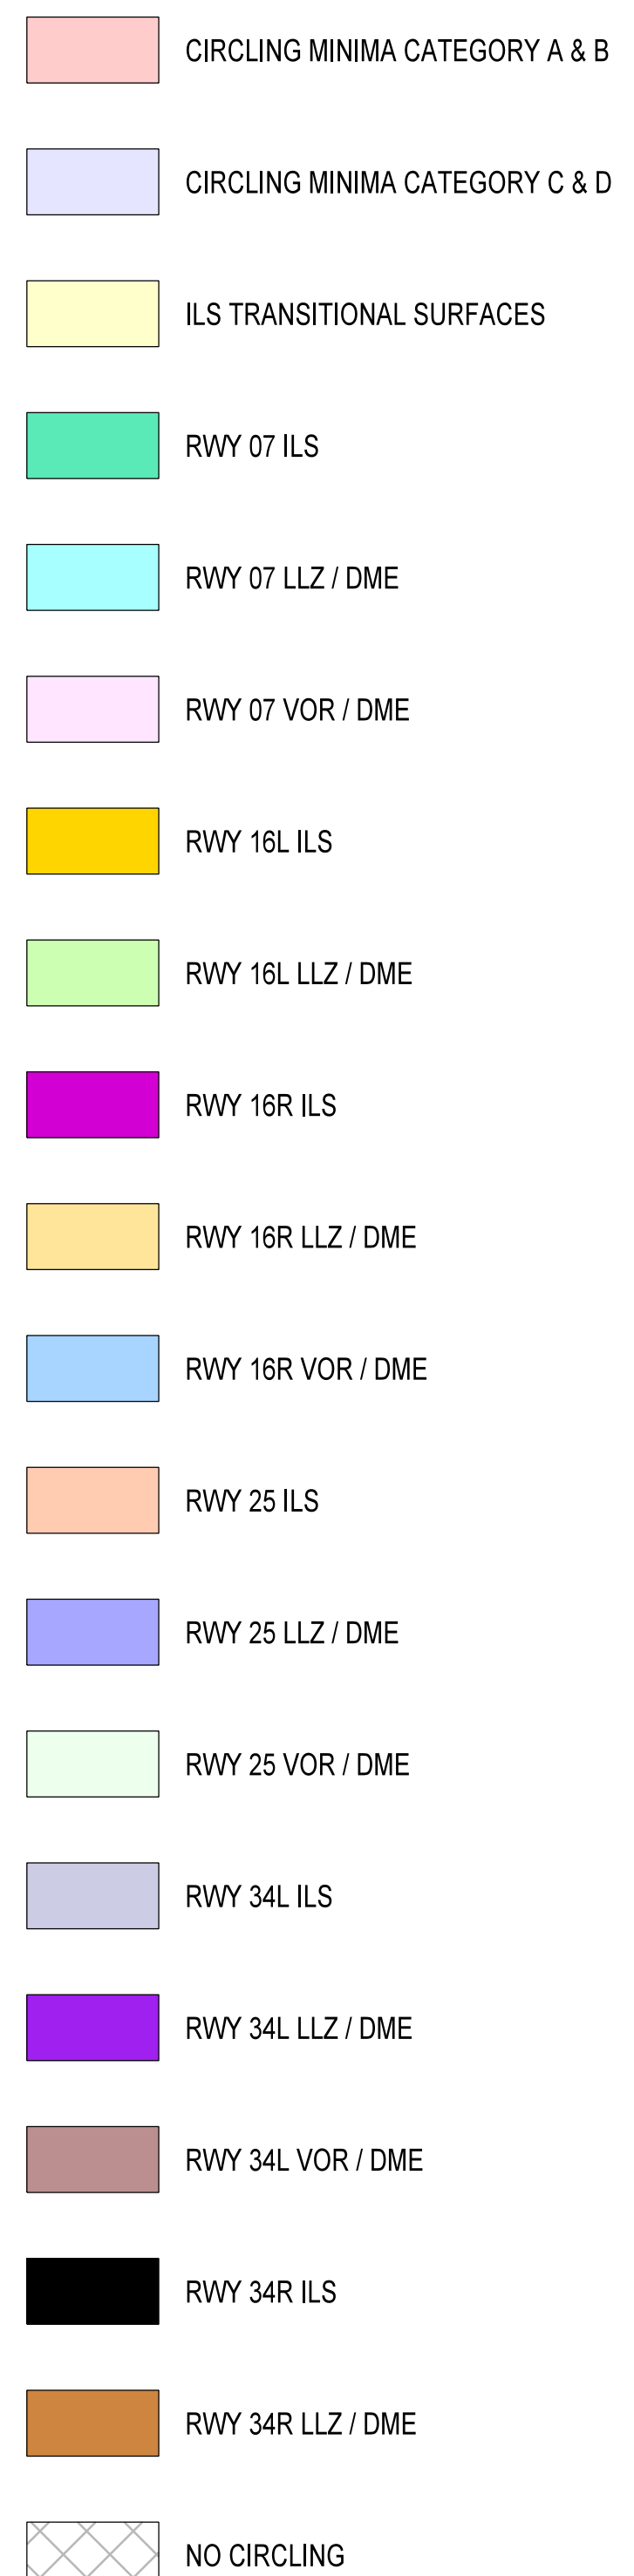 CIRCLING MINIMA CATEGORY A & B
CIRCLING MINIMA CATEGORY C & D
ILS TRANSITIONAL SURFACES
RWY 07 ILS
RWY 07 LLZ / DME
RWY 07 VOR / DME
RWY 16L ILS
RWY 16L LLZ / DME
RWY 16R ILS
RWY 16R LLZ / DME
RWY 16R VOR / DME
RWY 25 ILS
RWY 25 LLZ / DME
RWY 25 VOR / DME
RWY 34L ILS
RWY 34L LLZ / DME
RWY 34L VOR / DME
RWY 34R ILS
RWY 34R LLZ / DME
NO CIRCLING